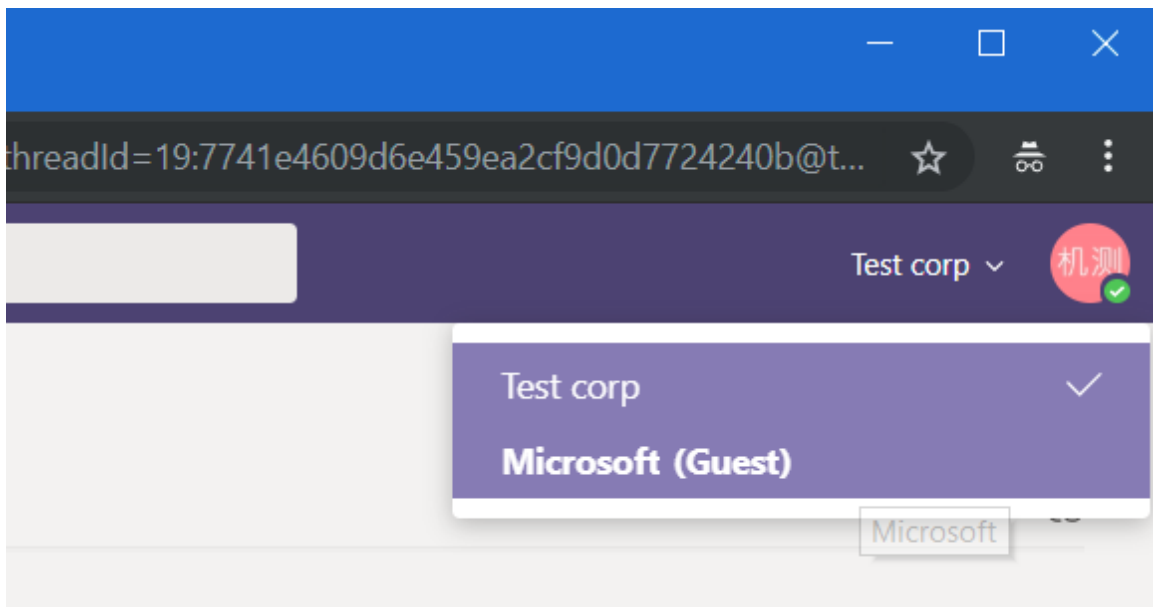 threadId=19:7741e4609d6e459ea2cf9d0d7724240b@t...
Test corp
机测
Test corp
Microsoft (Guest)
Microsoft